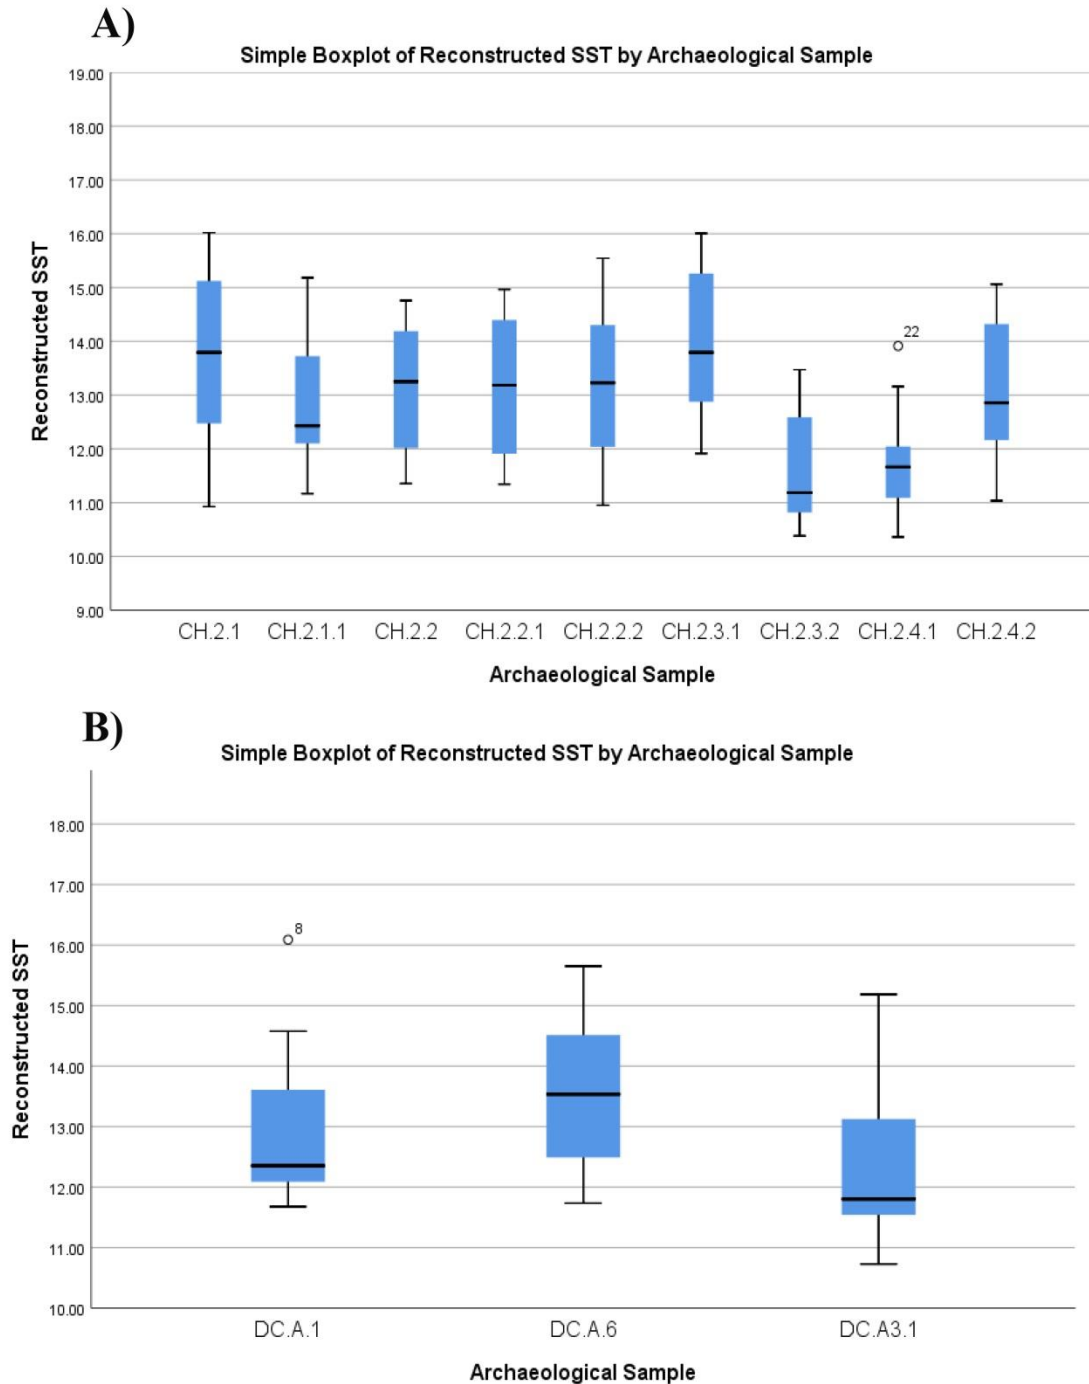 A)
Simple Boxplot of Reconstructed SST by Archaeological Sample
19.00
18.00
17.00
16.00
15.00
14.00
13.00
12.00
11.00
10.00
9.00
Reconstructed SST
22
CH.2.1 CH.2.1.1 CH.2.2 CH.2.2.1 CH.2.2.2 CH.2.3.1 CH.2.3.2 CH.2.4.1 CH.2.4.2
Archaeological Sample
B)
Simple Boxplot of Reconstructed SST by Archaeological Sample
18.00
17.00
16.00
15.00
14.00
13.00
12.00
11.00
10.00
Reconstructed SST
8
DC.A.1 DC.A.6 DC.A3.1
Archaeological Sample